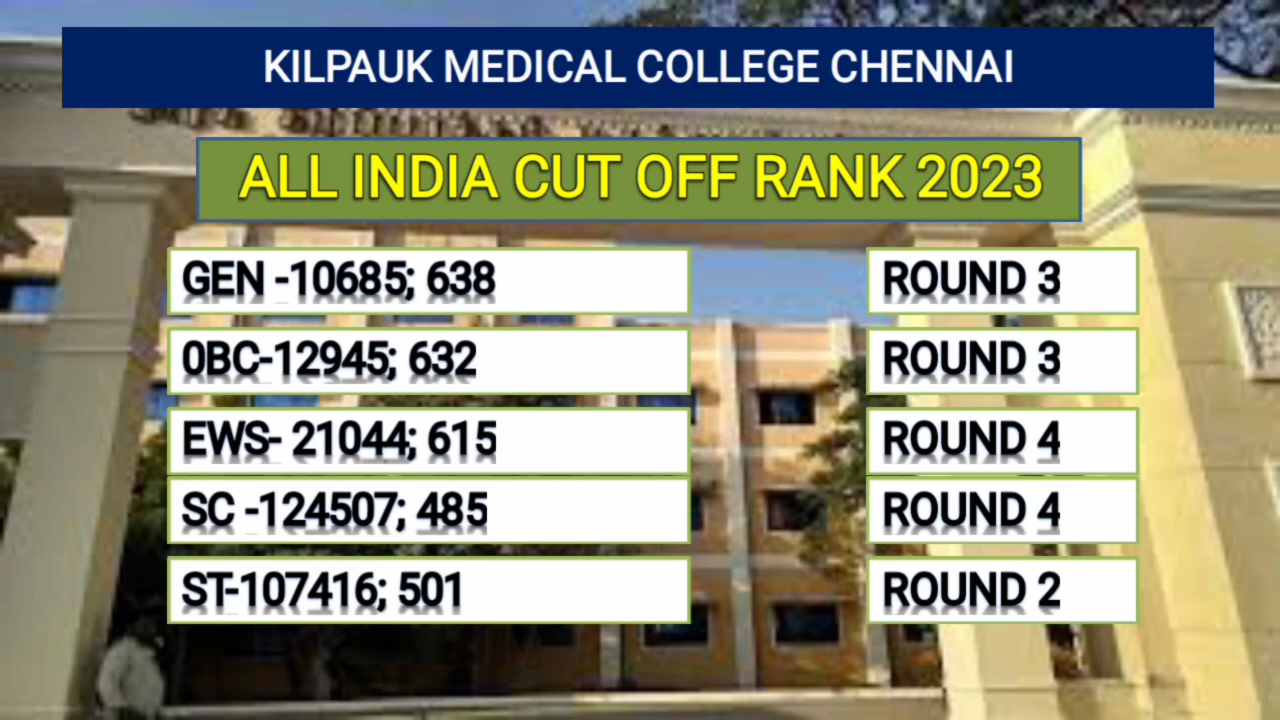 KILPAUK MEDICAL COLLEGE CHENNAI
ALL INDIA CUT OFF RANK 2023
GEN -10685; 638 ROUND 3
0BC-12945; 632 ROUND 3
EWS- 21044; 615 ROUND 4
SC -124507; 485 ROUND 4
ST-107416; 501 ROUND 2